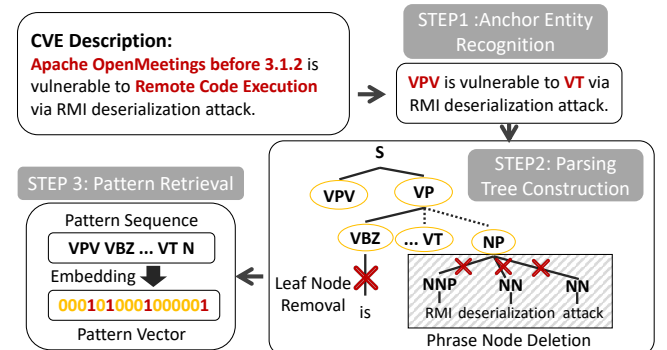 CVE Description:
Apache OpenMeetings before 3.1.2 is
vulnerable to Remote Code Execution
via RMI deserialization attack.
STEP1 :Anchor Entity
Recognition
VPV is vulnerable to VT via
RMI deserialization attack.
STEP2: Parsing
Tree Construction
S
VPV
VP
VBZ
... VT
NP
Leaf Node
Removal
is
NNP
NN
NN
RMI
deserialization
attack
Phrase Node Deletion
STEP 3: Pattern Retrieval
Pattern Sequence
VPV VBZ ... VT N
Embedding
0001010001000001
Pattern Vector